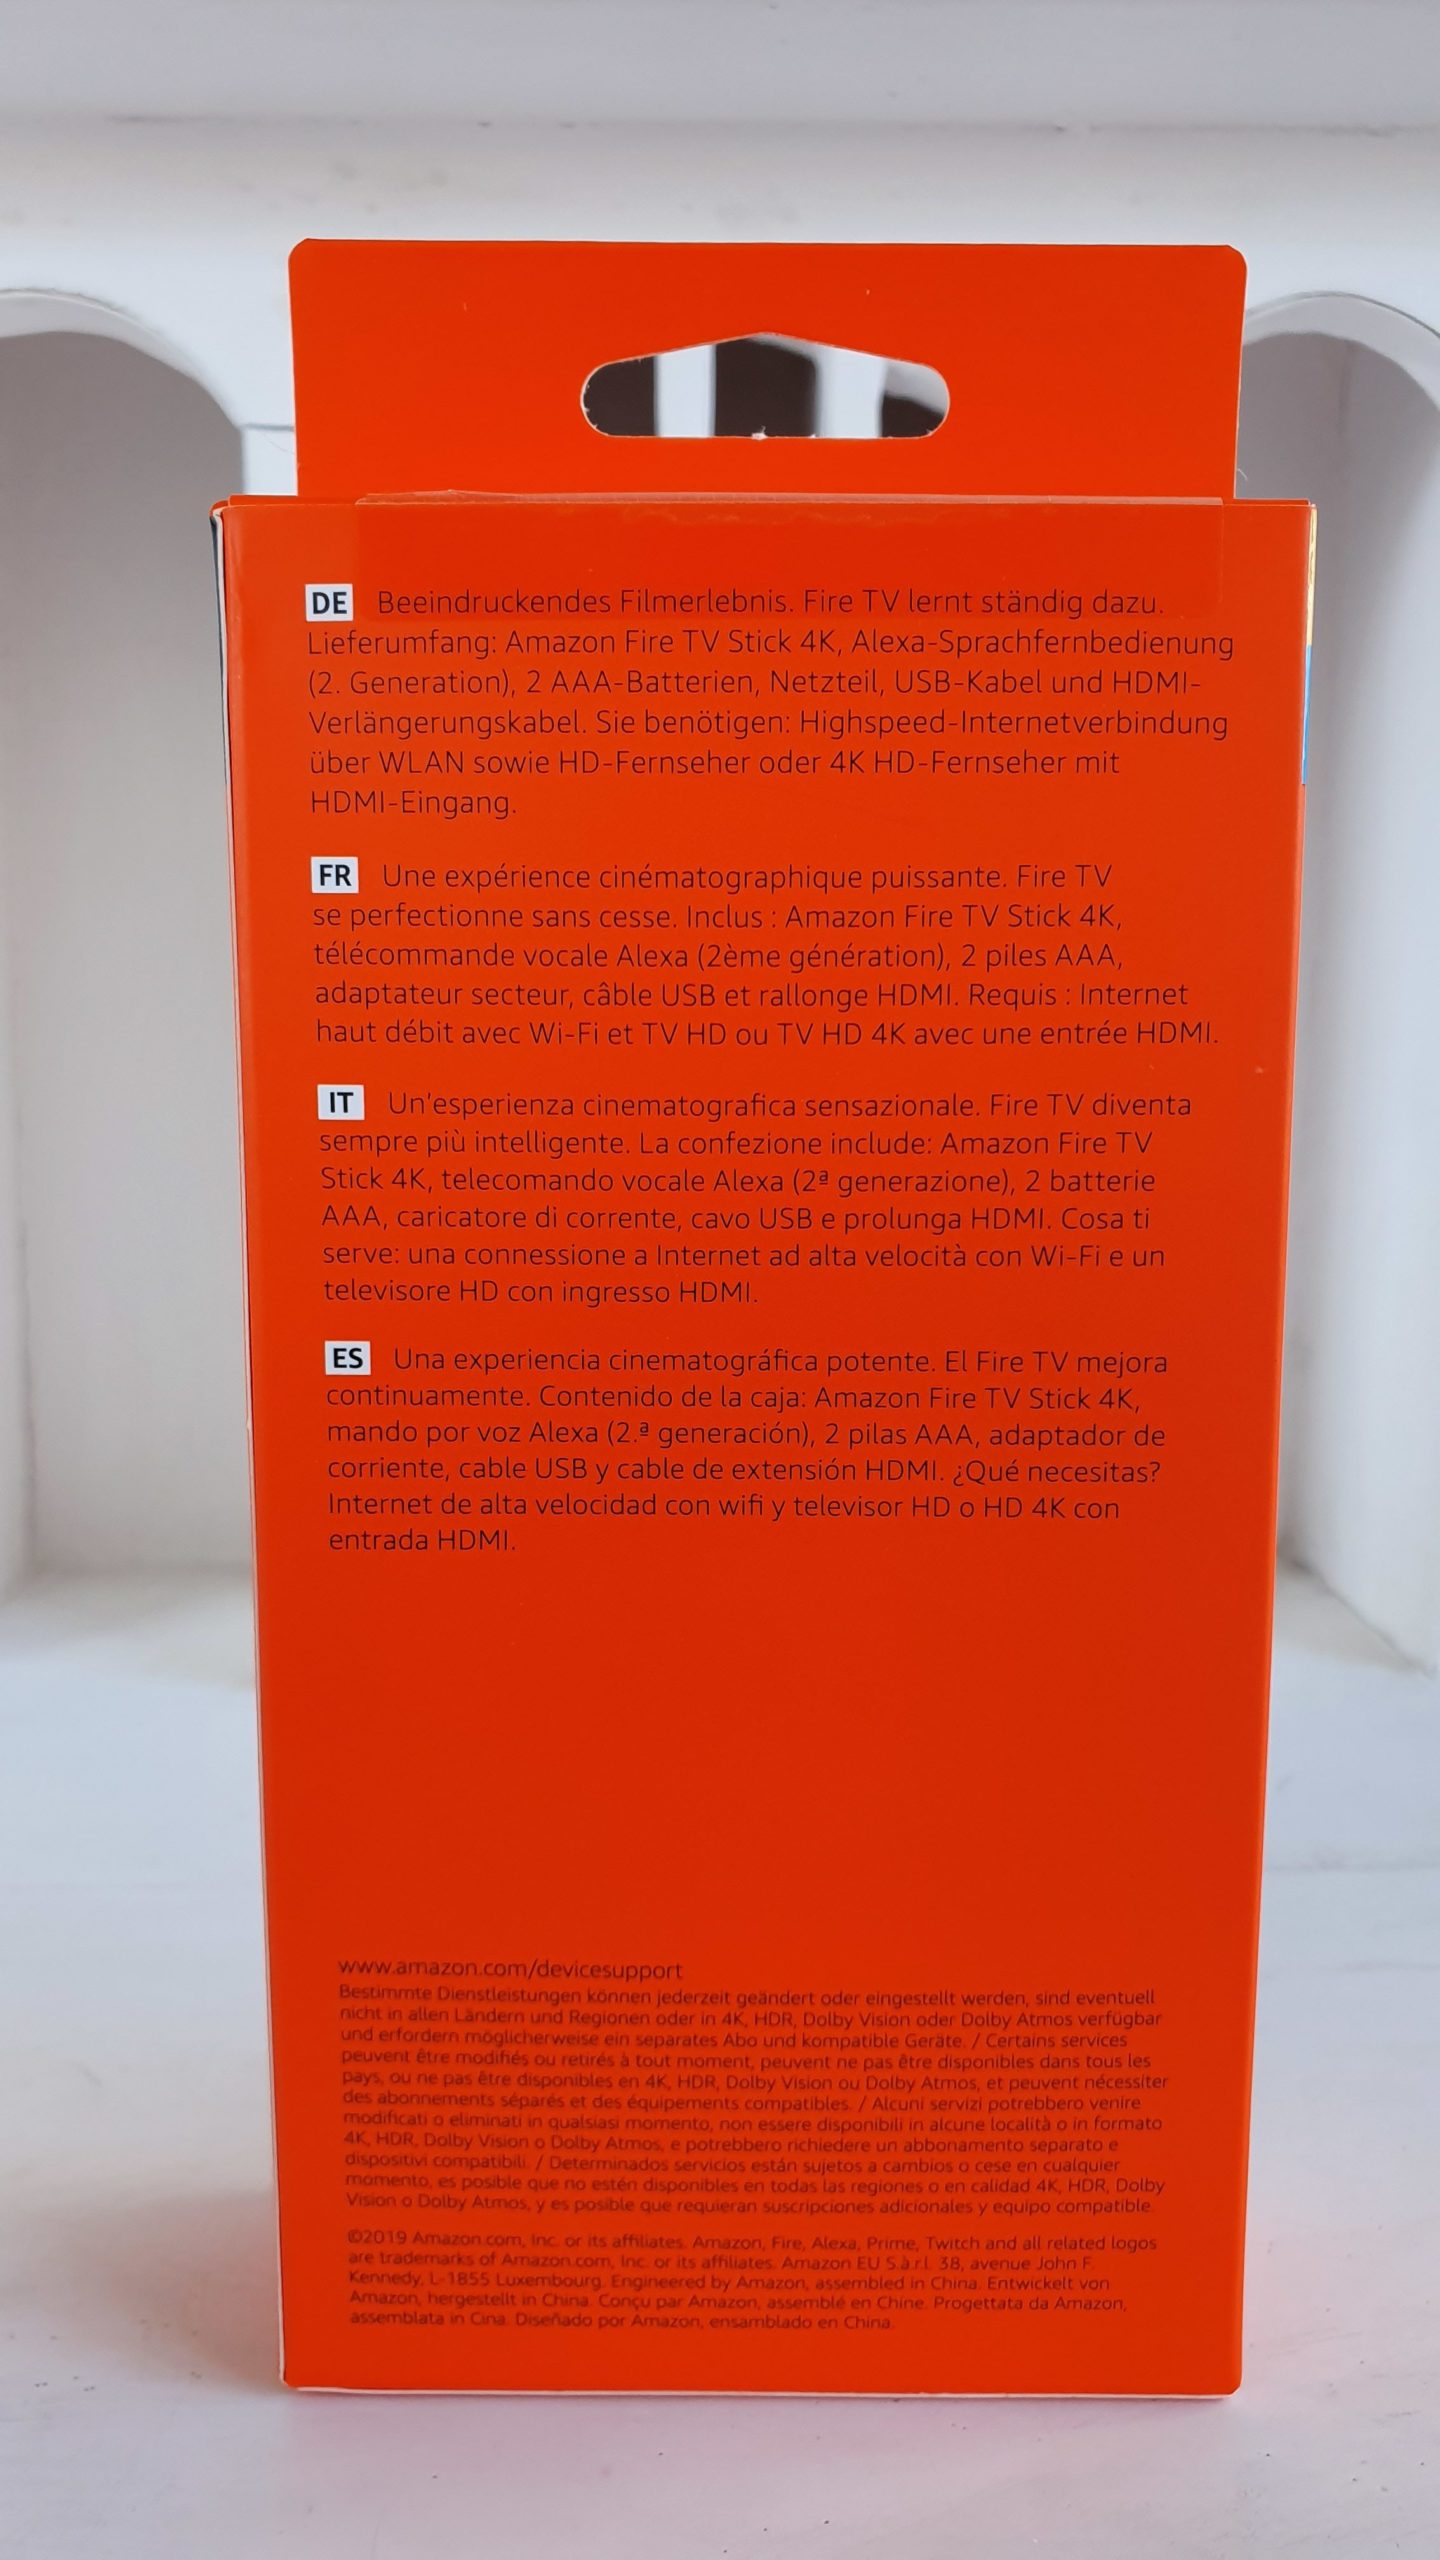 DE Beeindruckendes Filmerlebnis. Fire TV lernt ständig dazu.
Lieferumfang: Amazon Fire TV Stick 4K, Alexa-Sprachfernbedienung
(2. Generation), 2 AAA-Batterien, Netzteil, USB-Kabel und HDMI-
Verlängerungskabel. Sie benötigen: Highspeed-Internetverbindung
über WLAN sowie HD-Fernseher oder 4K HD-Fernseher mit
HDMI-Eingang.
FR Une expérience cinématographique puissante. Fire TV
se perfectionne sans cesse. Inclus : Amazon Fire TV Stick 4K,
télécommande vocale Alexa (2ème génération), 2 piles AAA,
adaptateur secteur, câble USB et rallonge HDMI. Requis : Internet
haut débit avec Wi-Fi et TV HD ou TV HD 4K avec une entrée HDMI.
IT Un'esperienza cinematografica sensazionale. Fire TV diventa
sempre più intelligente. La confezione include: Amazon Fire TV
Stick 4K, telecomando vocale Alexa (2ª generazione), 2 batterie
AAA, caricatore di corrente, cavo USB e prolunga HDMI. Cosa ti
serve: una connessione a Internet ad alta velocità con Wi-Fi e un
televisore HD con ingresso HDMI.
ES Una experiencia cinematográfica potente. El Fire TV mejora
continuamente. Contenido de la caja: Amazon Fire TV Stick 4K,
mando por voz Alexa (2.ª generación), 2 pilas AAA, adaptador de
corriente, cable USB y cable de extensión HDMI. ¿Qué necesitas?
Internet de alta velocidad con wifi y televisor HD o HD 4K con
entrada HDMI.
www.amazon.com/devicesupport
Bestimmte Dienstleistungen können jederzeit geändert oder eingestellt werden, sind eventuell
nicht in allen Ländern und Regionen oder in 4K, HDR, Dolby Vision oder Dolby Atmos verfügbar
und erfordern möglicherweise ein separates Abo und kompatible Geräte. / Certains services
peuvent être modifiés ou retirés à tout moment, peuvent ne pas être disponibles dans tous les
pays, ou ne pas être disponibles en 4K, HDR, Dolby Vision ou Dolby Atmos, et peuvent nécessiter
des abonnements séparés et des équipements compatibles. / Alcuni servizi potrebbero venire
modificati o eliminati in qualsiasi momento, non essere disponibili in alcune località o in formato
4K, HDR, Dolby Vision o Dolby Atmos, e potrebbero richiedere un abbonamento separato e
dispositivi compatibili. / Determinados servicios están sujetos a cambios o cese en cualquier
momento, es posible que no estén disponibles en todas las regiones o en calidad 4K, HDR, Dolby
Vision o Dolby Atmos, y es posible que requieran suscripciones adicionales y equipo compatible.
©2019 Amazon.com, Inc. or its affiliates. Amazon, Fire, Alexa, Prime, Twitch and all related logos
are trademarks of Amazon.com, Inc. or its affiliates. Amazon EU S.à r.l. 38, avenue John F.
Kennedy, L-1855 Luxembourg. Engineered by Amazon, assembled in China. Entwickelt von
Amazon, hergestellt in China. Conçu par Amazon, assemblé en Chine. Progettata da Amazon,
assemblata in Cina. Diseñado por Amazon, ensamblado en China.